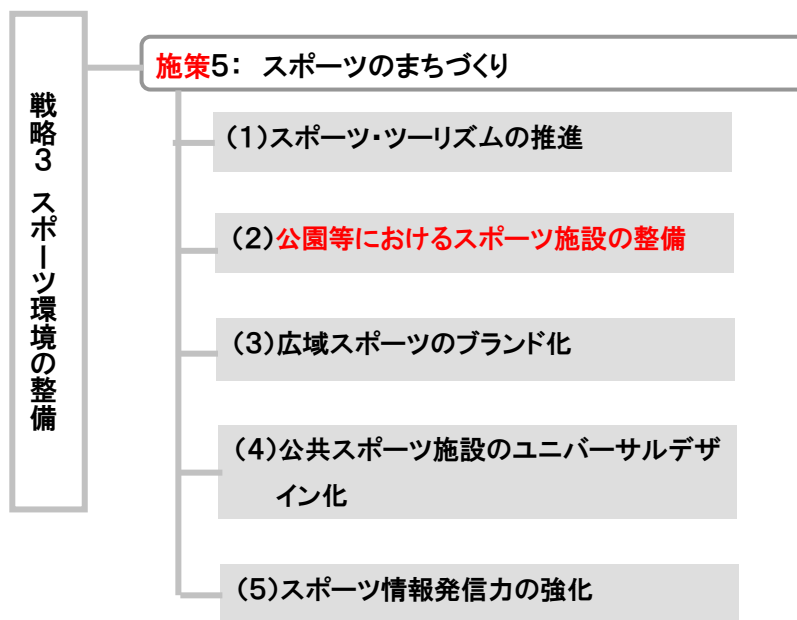 戦略3 スポーツ環境の整備
施策5： スポーツのまちづくり
(1)スポーツ・ツーリズムの推進
(2)公園等におけるスポーツ施設の整備
(3)広域スポーツのブランド化
(4)公共スポーツ施設のユニバーサルデザ
イン化
(5)スポーツ情報発信力の強化